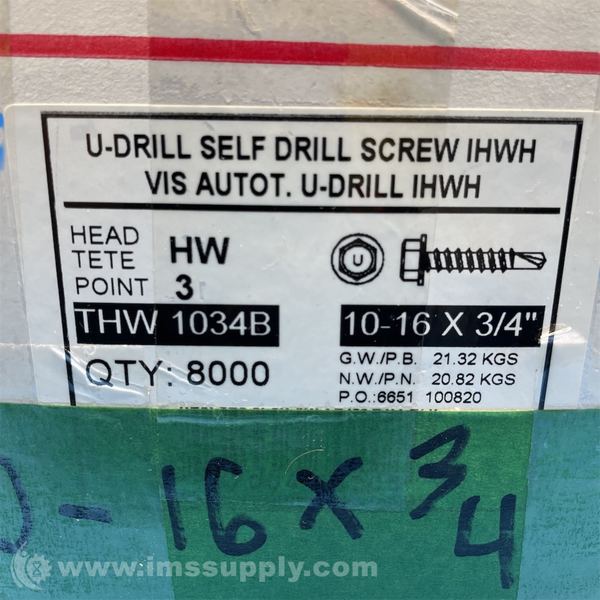 U-DRILL SELF DRILL SCREW IHWH
VIS AUTOT. U-DRILL IHWH
HEAD
TETE HW
POINT 3
U
THW 1034B
10-16 X 3/4"
QTY: 8000
G.W./P.B. 21.32 KGS
N.W./P.N. 20.82 KGS
P.O.:6651 100820
- 16 X 3/4
www.imssupply.com